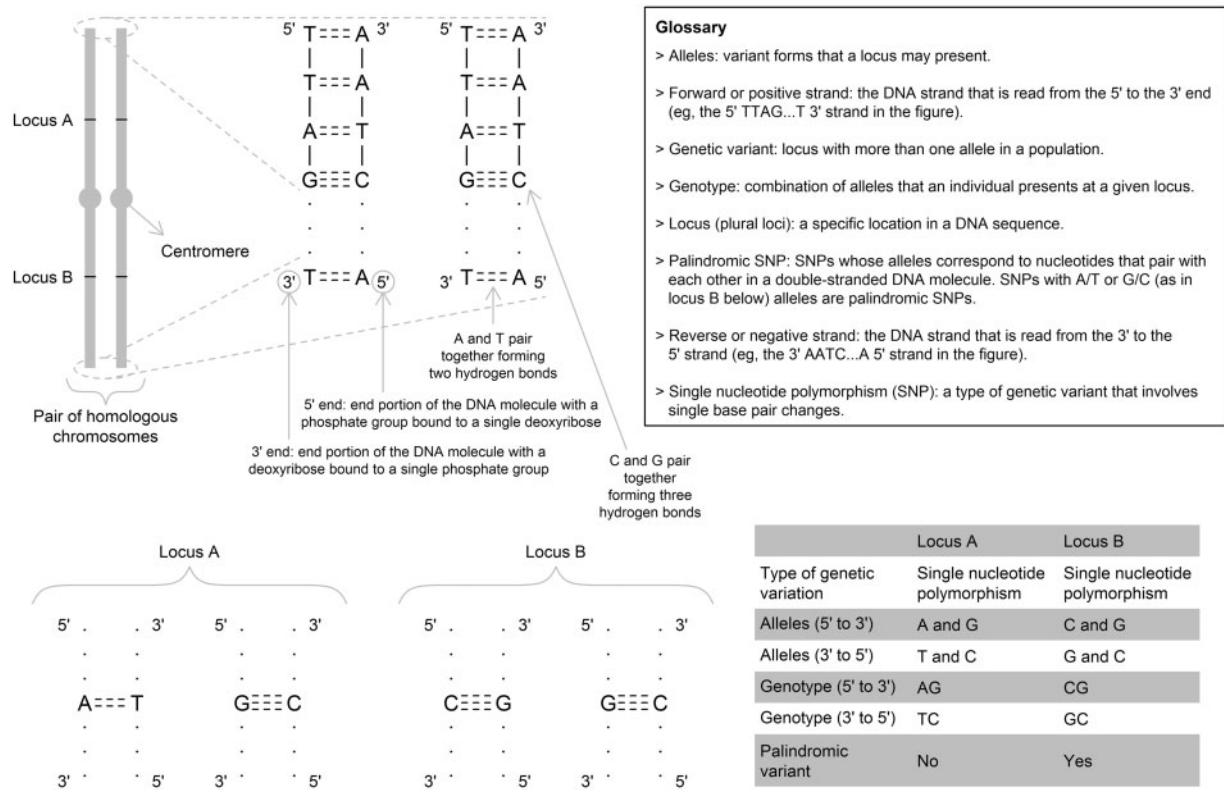 5' T A 3'
T A
A T
G C
. .
. .
3' T A 5'
5' T A 3'
T A
A T
G C
. .
. .
3' T A 5'
Locus A
Centromere
Locus B
Pair of homologous
chromosomes
A and T pair
together forming
two hydrogen bonds
5' end: end portion of the DNA molecule with a
phosphate group bound to a single deoxyribose
3' end: end portion of the DNA molecule with a
deoxyribose bound to a single phosphate group
C and G pair
together
forming three
hydrogen bonds
Glossary
> Alleles: variant forms that a locus may present.
> Forward or positive strand: the DNA strand that is read from the 5' to the 3' end
(eg, the 5' TTAG...T 3' strand in the figure).
> Genetic variant: locus with more than one allele in a population.
> Genotype: combination of alleles that an individual presents at a given locus.
> Locus (plural loci): a specific location in a DNA sequence.
> Palindromic SNP: SNPs whose alleles correspond to nucleotides that pair with
each other in a double-stranded DNA molecule. SNPs with A/T or G/C (as in
locus B below) alleles are palindromic SNPs.
> Reverse or negative strand: the DNA strand that is read from the 3' to the
5' strand (eg, the 3' AATC...A 5' strand in the figure).
> Single nucleotide polymorphism (SNP): a type of genetic variant that involves
single base pair changes.
Locus A
5' . . 3' 5' . . 3'
A T G C
3' . . 5' 3' . . 5'
Locus B
5' . . 3' 5' . . 3'
C G G C
3' . . 5' 3' . . 5'
Locus A Locus B
Type of genetic Single nucleotide Single nucleotide
variation polymorphism polymorphism
Alleles (5' to 3') A and G C and G
Alleles (3' to 5') T and C G and C
Genotype (5' to 3') AG CG
Genotype (3' to 5') TC GC
Palindromic
variant No Yes